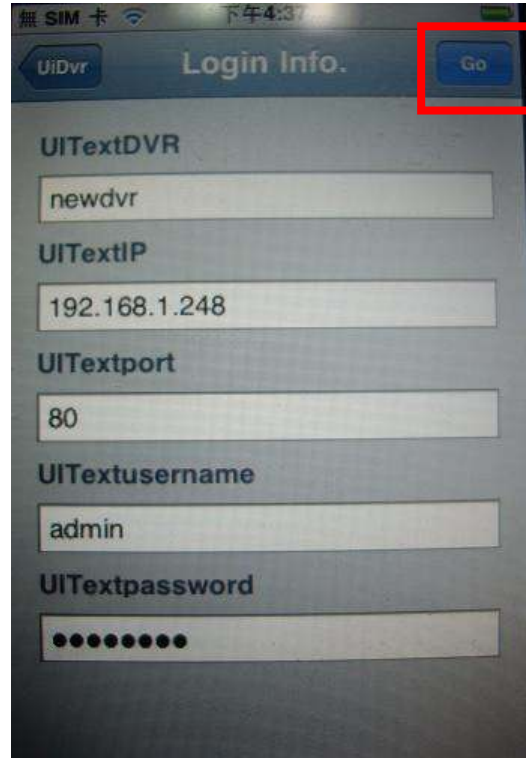 無 SIM 卡 下午4:37
UiDvr Login Info. Go
UITextDVR
newdvr
UITextIP
192.168.1.248
UITextport
80
UITextusername
admin
UITextpassword
●●●●●●●●